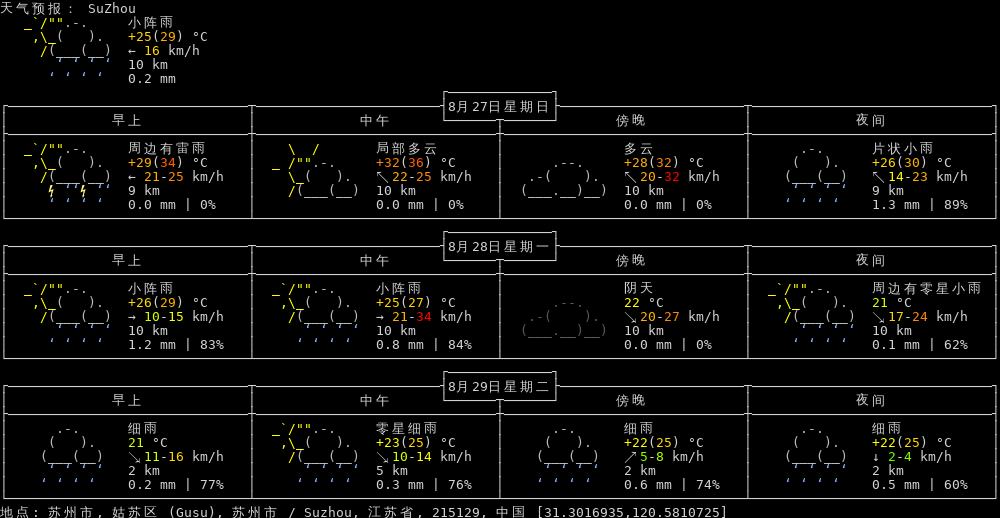 天气预报: SuZhou
小阵雨
+25(29) °C
← 16 km/h
10 km
0.2 mm
8月27日星期日
早上 中午 傍晚 夜间
周边有雷雨 局部多云 多云 片状小雨
+29(34) °C +32(36) °C +28(32) °C +26(30) °C
← 21-25 km/h ↖ 22-25 km/h ↖ 20-32 km/h ↖ 14-23 km/h
9 km 10 km 10 km 9 km
0.0 mm | 0% 0.0 mm | 0% 0.0 mm | 0% 1.3 mm | 89%
8月28日星期一
早上 中午 傍晚 夜间
小阵雨 小阵雨 阴天 周边有零星小雨
+26(29) °C +25(27) °C 22 °C 21 °C
→ 10-15 km/h → 21-34 km/h ↘ 20-27 km/h ↘ 17-24 km/h
10 km 10 km 10 km 10 km
1.2 mm | 83% 0.8 mm | 84% 0.0 mm | 0% 0.1 mm | 62%
8月29日星期二
早上 中午 傍晚 夜间
细雨 零星细雨 细雨 细雨
21 °C +23(25) °C +22(25) °C +22(25) °C
↘ 11-16 km/h ↘ 10-14 km/h ↗ 5-8 km/h ↓ 2-4 km/h
2 km 5 km 2 km 2 km
0.2 mm | 77% 0.3 mm | 76% 0.6 mm | 74% 0.5 mm | 60%
地点: 苏州市, 姑苏区 (Gusu), 苏州市 / Suzhou, 江苏省, 215129, 中国 [31.3016935,120.5810725]